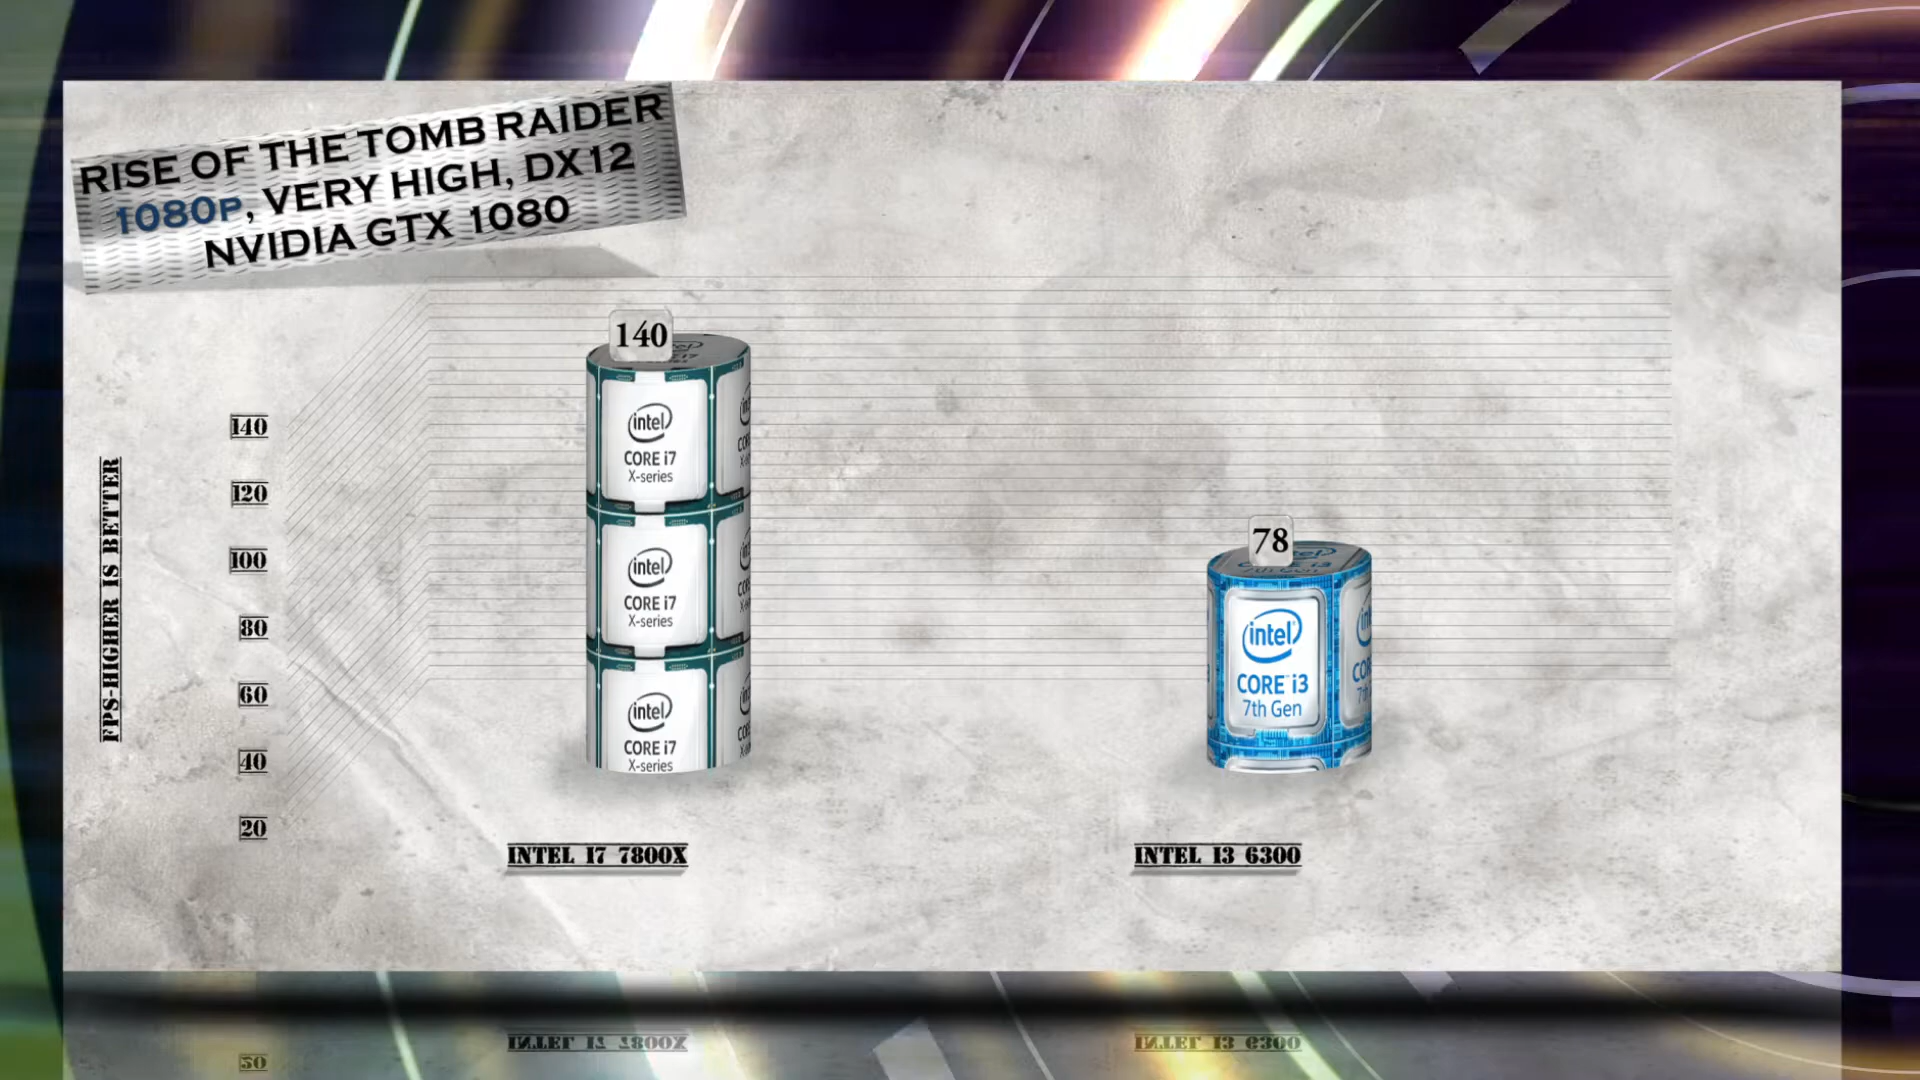 RISE OF THE TOMB RAIDER
1080P, VERY HIGH, DX12
NVIDIA GTX 1080
140
intel
CORE i7
X-series
intel
CORE i7
X-series
intel
CORE i7
X-series
78
intel
CORE i3
7th Gen
140
120
100
80
60
40
20
FPS-HIGHER IS BETTER
INTEL I7 7800X
INTEL I3 6300